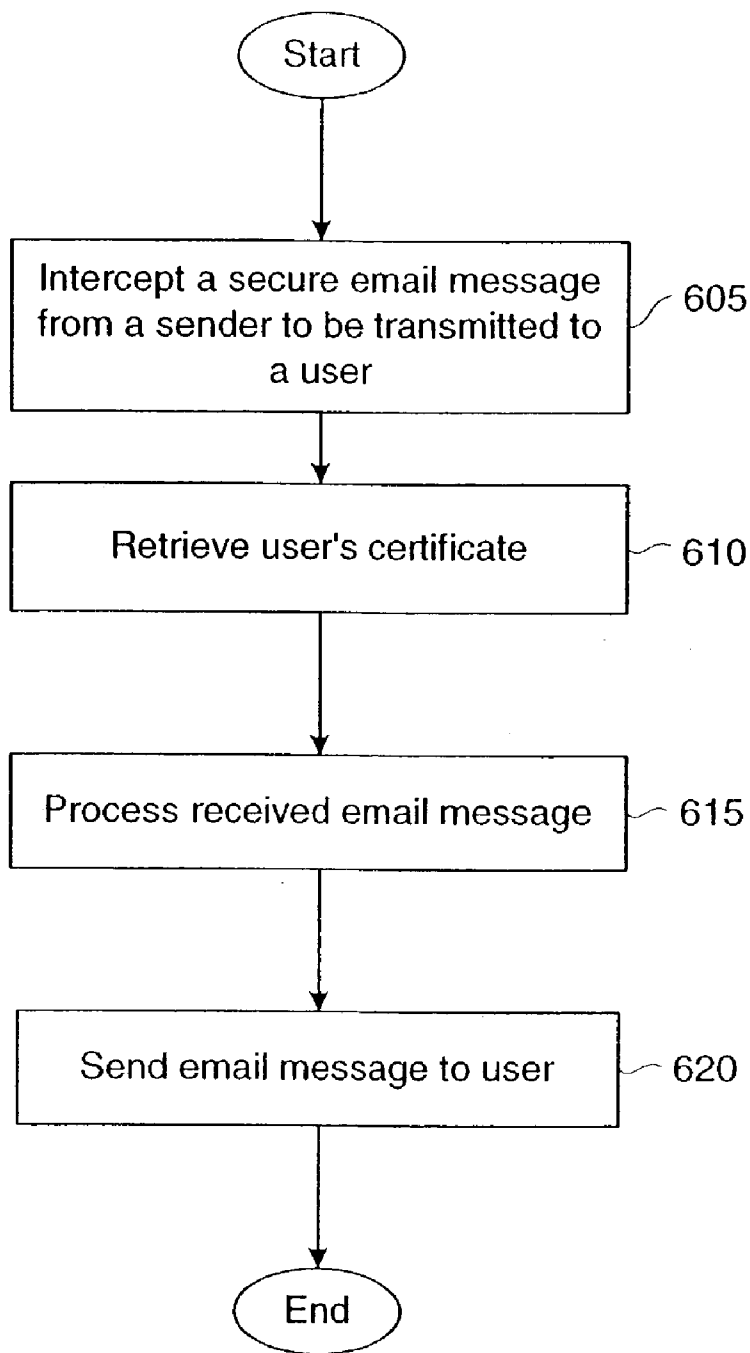 Start
Intercept a secure email message
from a sender to be transmitted to
a user
605
Retrieve user's certificate
610
Process received email message
615
Send email message to user
620
End